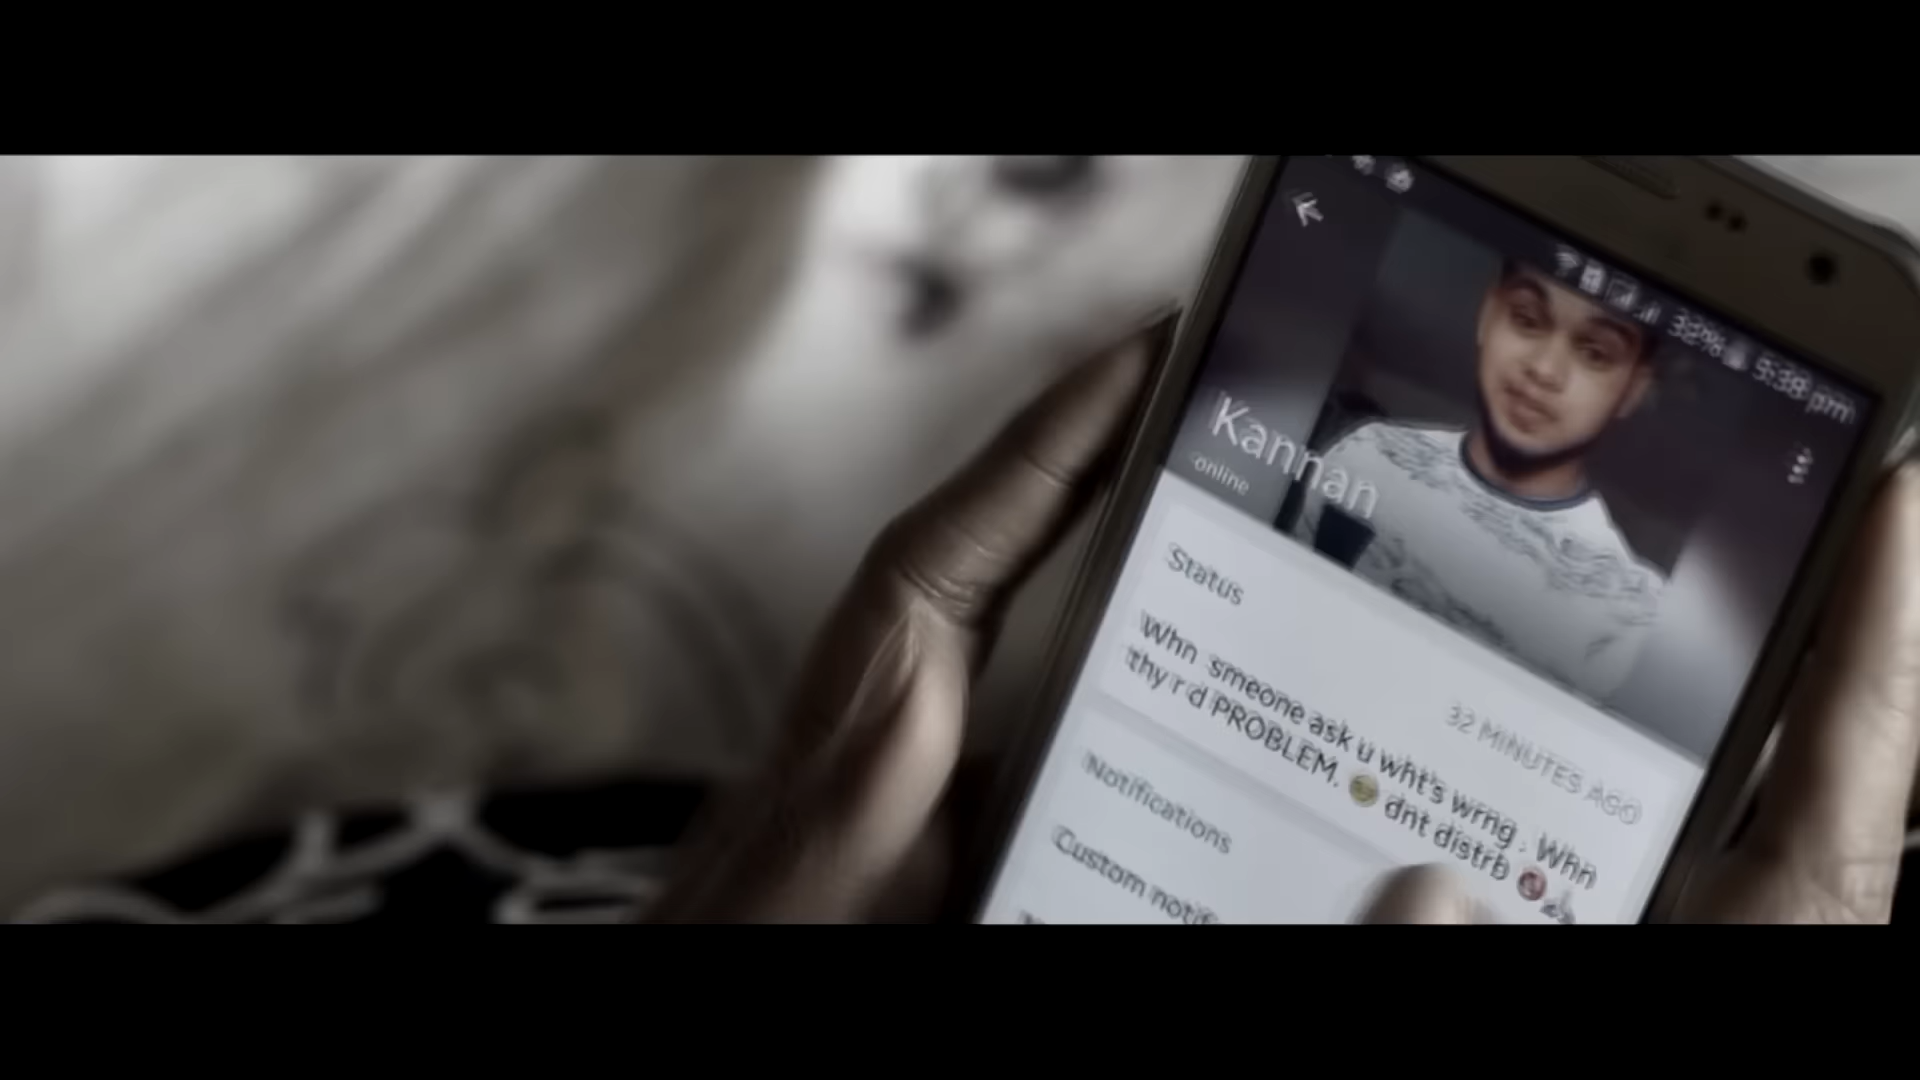 32% 5:38 pm
Kannan
online
Status
32 MINUTES AGO
Whn smeone ask u wht's wrng . Whn
thy r d PROBLEM. 😑 dnt distrb 🚫
Notifications
Custom notif